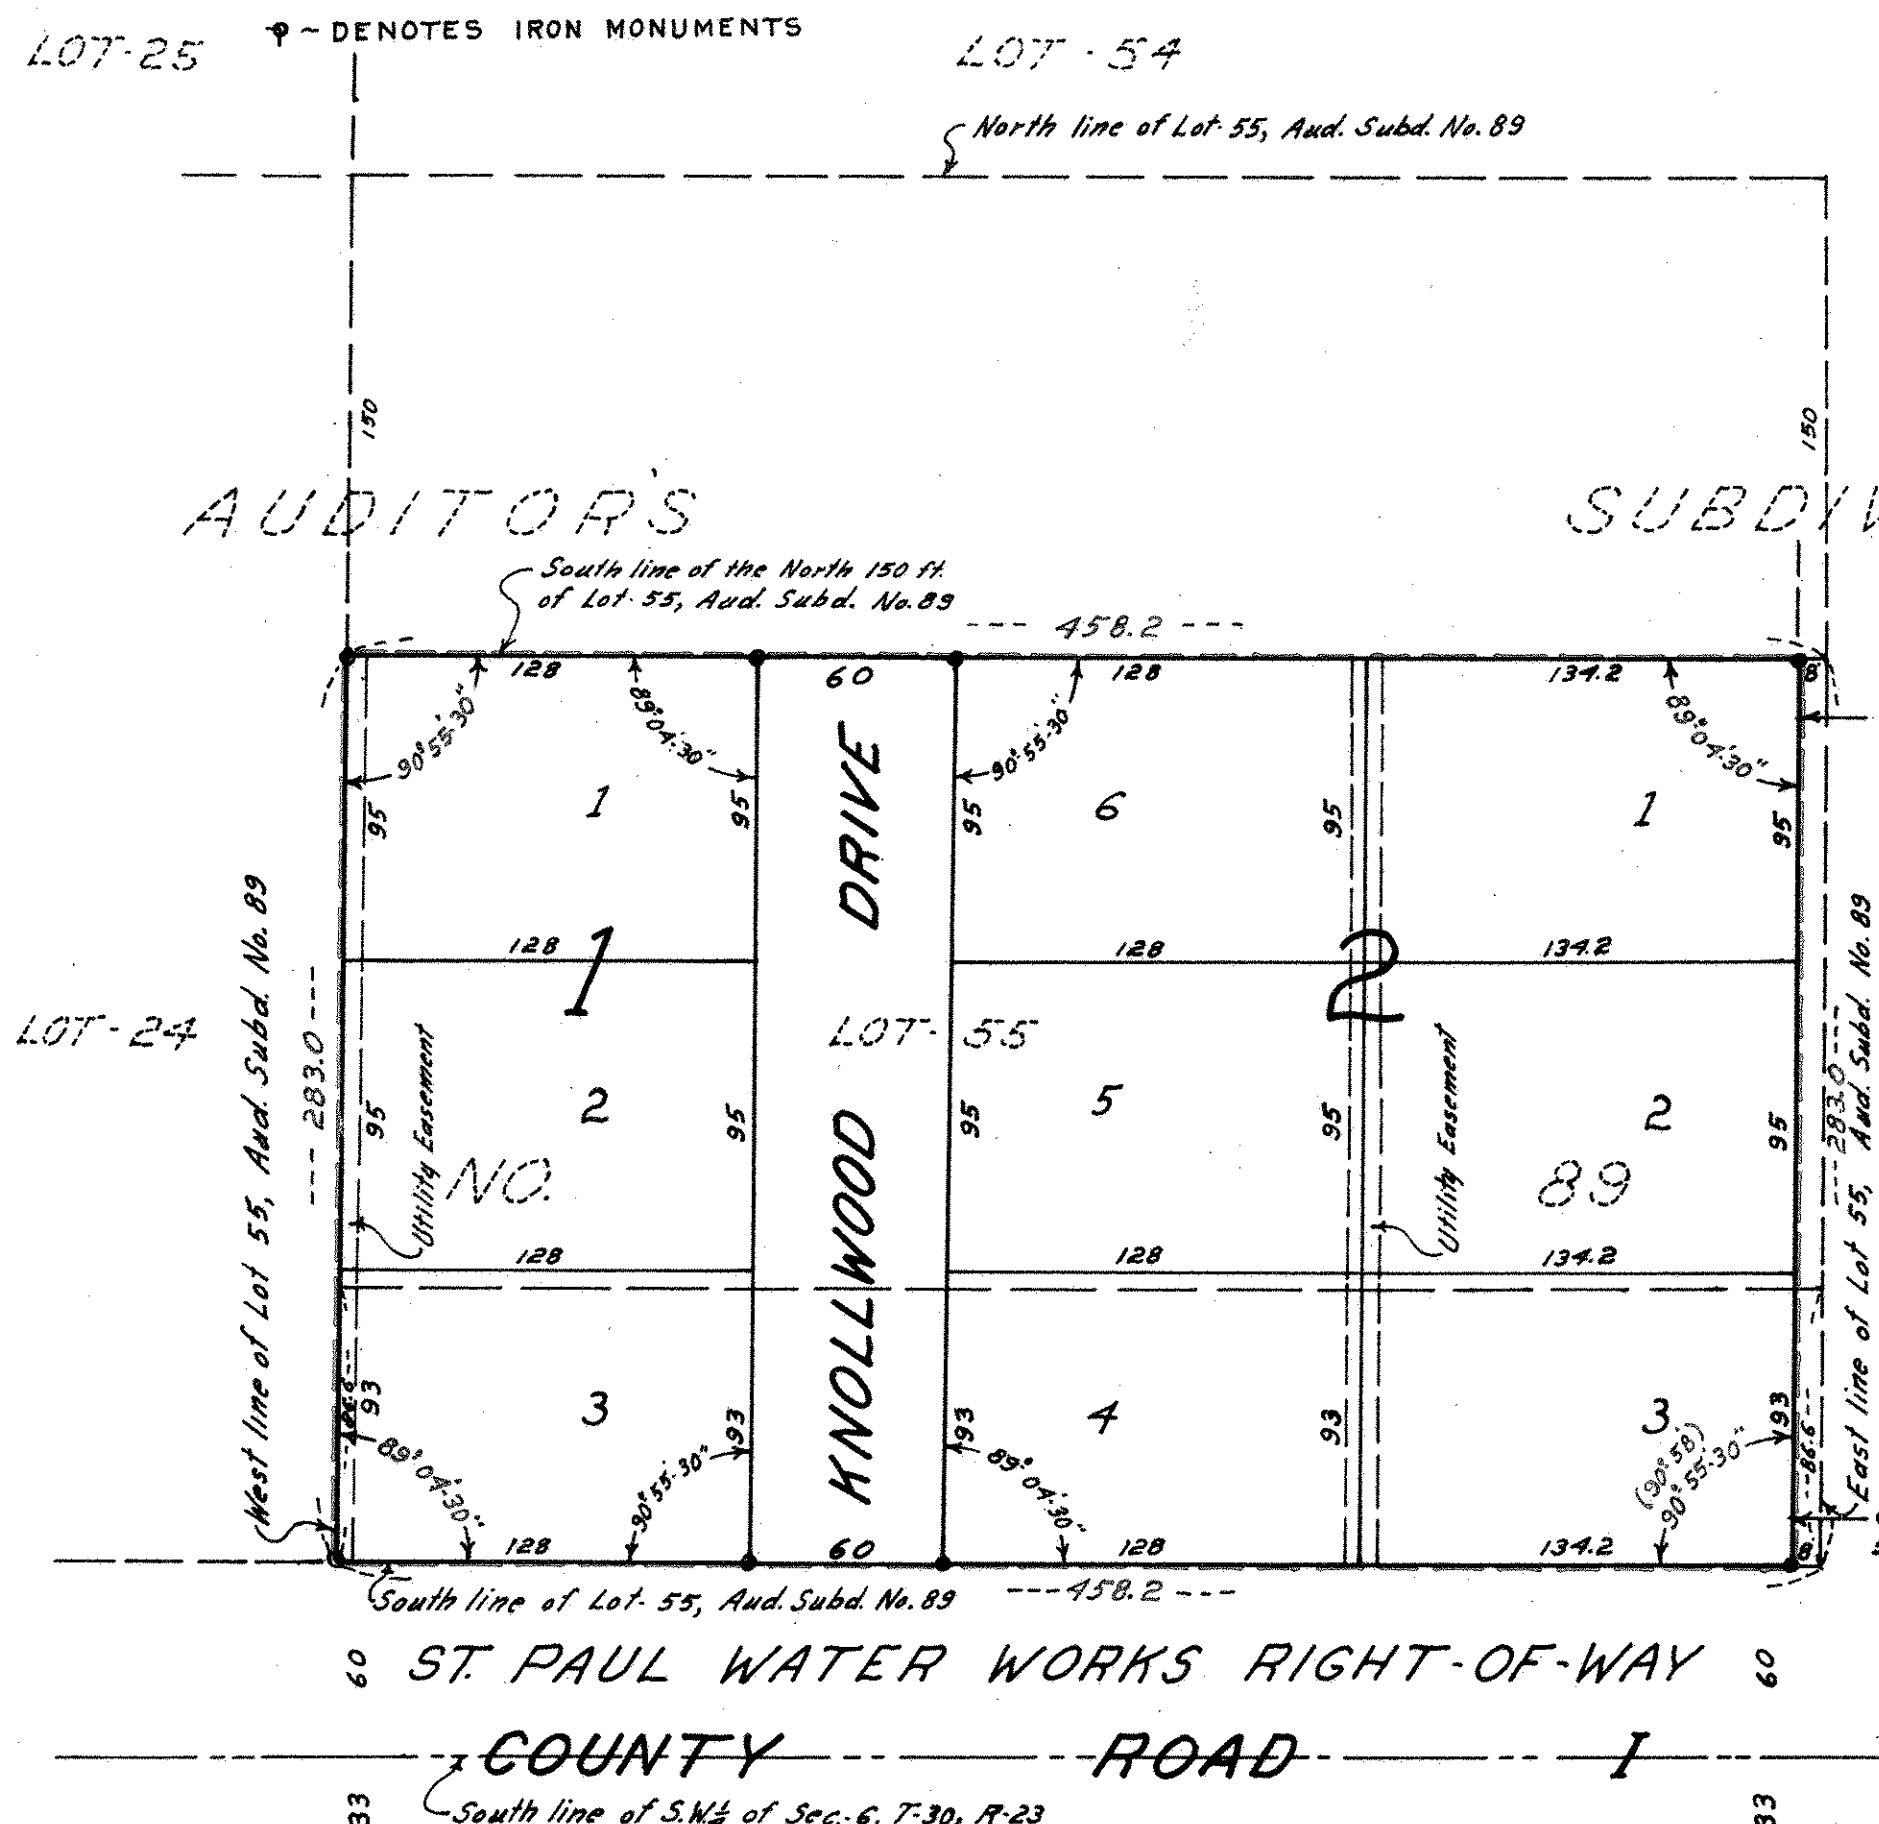 LOT-25
~ DENOTES IRON MONUMENTS
LOT - 54
North line of Lot-55, Aud. Subd. No. 89
150
150
AUDITOR'S
SUBDIV
South line of the North 150 ft.
of Lot-55, Aud. Subd. No. 89
--- 458.2 ---
128
60
128
134.2
8
90°-55'-30"
89°-04'-30"
90°-55'-30"
89°-04'-30"
95
1
95
95
6
95
1
95
DRIVE
128
128
134.2
1
2
LOT-24
West line of Lot 55, Aud. Subd. No. 89
--- 283.0 ---
LOT-55
95
2
95
95
5
95
2
95
Utility Easement
Utility Easement
--- 283.0 ---
East line of Lot 55, Aud. Subd. No. 89
NO.
89
KNOLLWOOD
128
128
134.2
86.6--
93
3
93
93
4
93
3
93
--86.6--
89°-04'-30"
90°-55'-30"
89°-04'-30"
(90°-58')
90°-55'-30"
128
60
128
134.2
8
South line of Lot-55, Aud. Subd. No. 89
---458.2---
60
ST. PAUL WATER WORKS RIGHT-OF-WAY
60
COUNTY ROAD I
33
South line of S.W.¼ of Sec.-6, T-30, R-23
33